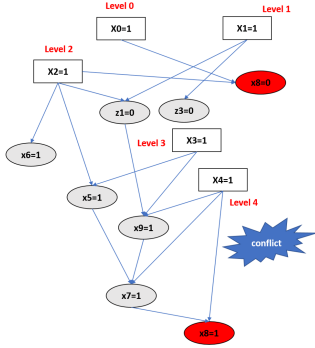 Level 0
Level 1
X0=1
X1=1
Level 2
X2=1
x8=0
z1=0
z3=0
Level 3
X3=1
x6=1
X4=1
x5=1
Level 4
x9=1
conflict
x7=1
x8=1